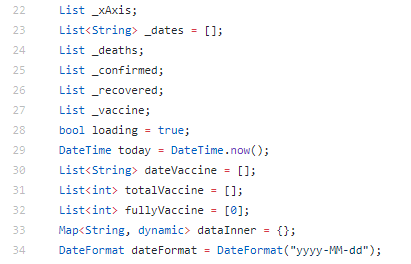 22 List _xAxis;
23 List<String> _dates = [];
24 List _deaths;
25 List _confirmed;
26 List _recovered;
27 List _vaccine;
28 bool loading = true;
29 DateTime today = DateTime.now();
30 List<String> dateVaccine = [];
31 List<int> totalVaccine = [];
32 List<int> fullyVaccine = [0];
33 Map<String, dynamic> dataInner = {};
34 DateFormat dateFormat = DateFormat("yyyy-MM-dd");